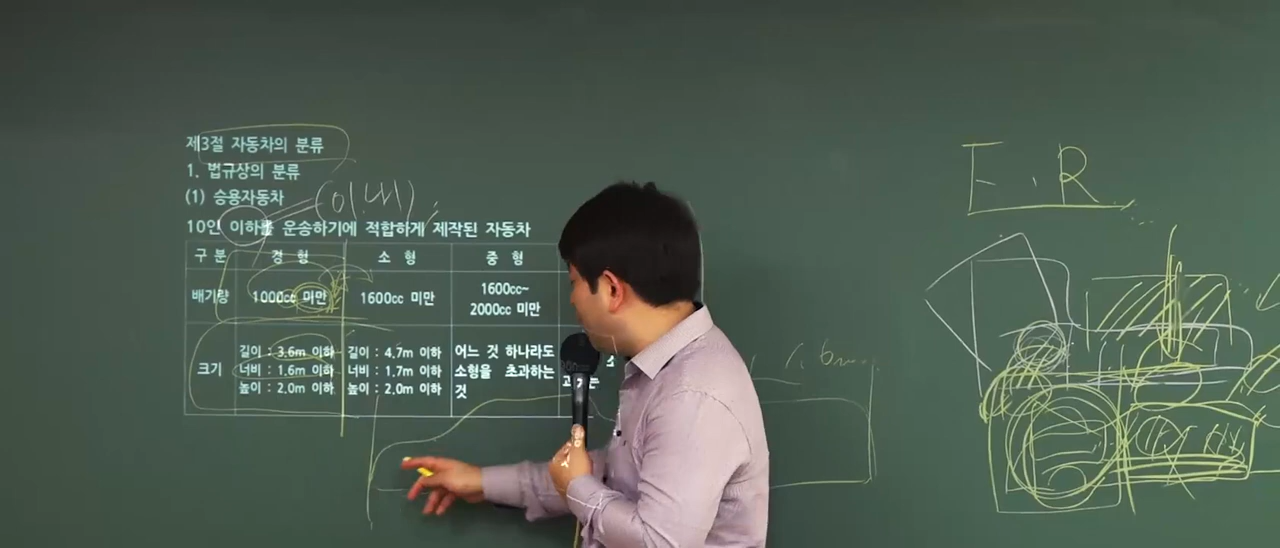 제3절 자동차의 분류
1. 법규상의 분류
(1) 승용자동차
(이내)
10인 이하를 운송하기에 적합하게 제작된 자동차
구 분 경 형 소 형 중 형
배기량 1000cc 미만 1600cc 미만 1600cc~ 2000cc 미만
크기 길이 : 3.6m 이하 길이 : 4.7m 이하 어느 것 하나라도
너비 : 1.6m 이하 너비 : 1.7m 이하 소형을 초과하는
높이 : 2.0m 이하 높이 : 2.0m 이하 것
F.R